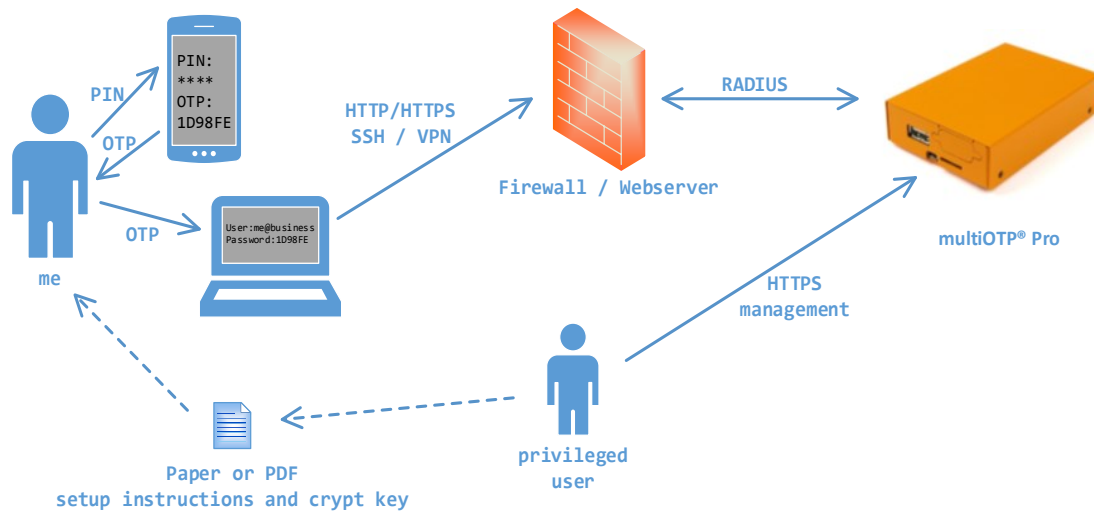 PIN:
****
OTP:
1D98FE
PIN
OTP
HTTP/HTTPS
SSH / VPN
RADIUS
Firewall / Webserver
User:me@business
Password:1D98FE
OTP
me
multiOTP® Pro
HTTPS
management
privileged
user
Paper or PDF
setup instructions and crypt key